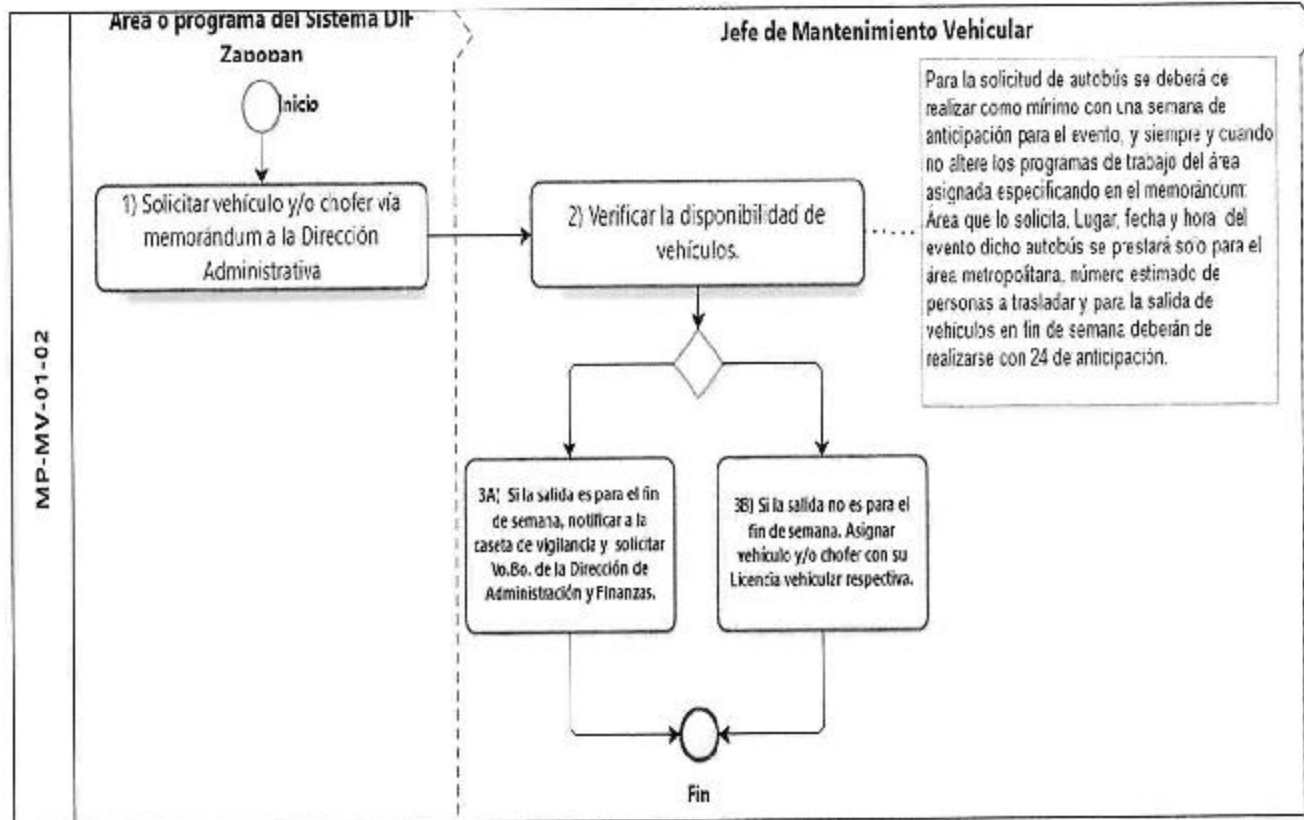 MP-MV-01-02
Área o programa del Sistema DIF
Zapopan
Inicio
1) Solicitar vehículo y/o chofer vía
memorándum a la Dirección
Administrativa
Jefe de Mantenimiento Vehicular
2) Verificar la disponibilidad de
vehículos.
Para la solicitud de autobús se deberá de
realizar como mínimo con una semana de
anticipación para el evento, y siempre y cuando
no altere los programas de trabajo del área
asignada especificando en el memorándum:
Área que lo solicita. Lugar, fecha y hora del
evento dicho autobús se prestará solo para el
área metropolitana, número estimado de
personas a trasladar y para la salida de
vehículos en fin de semana deberán de
realizarse con 24 de anticipación.
3A) Si la salida es para el fin
de semana, notificar a la
caseta de vigilancia y solicitar
Vo.Bo. de la Dirección de
Administración y Finanzas.
3B) Si la salida no es para el
fin de semana. Asignar
vehículo y/o chofer con su
Licencia vehicular respectiva.
Fin